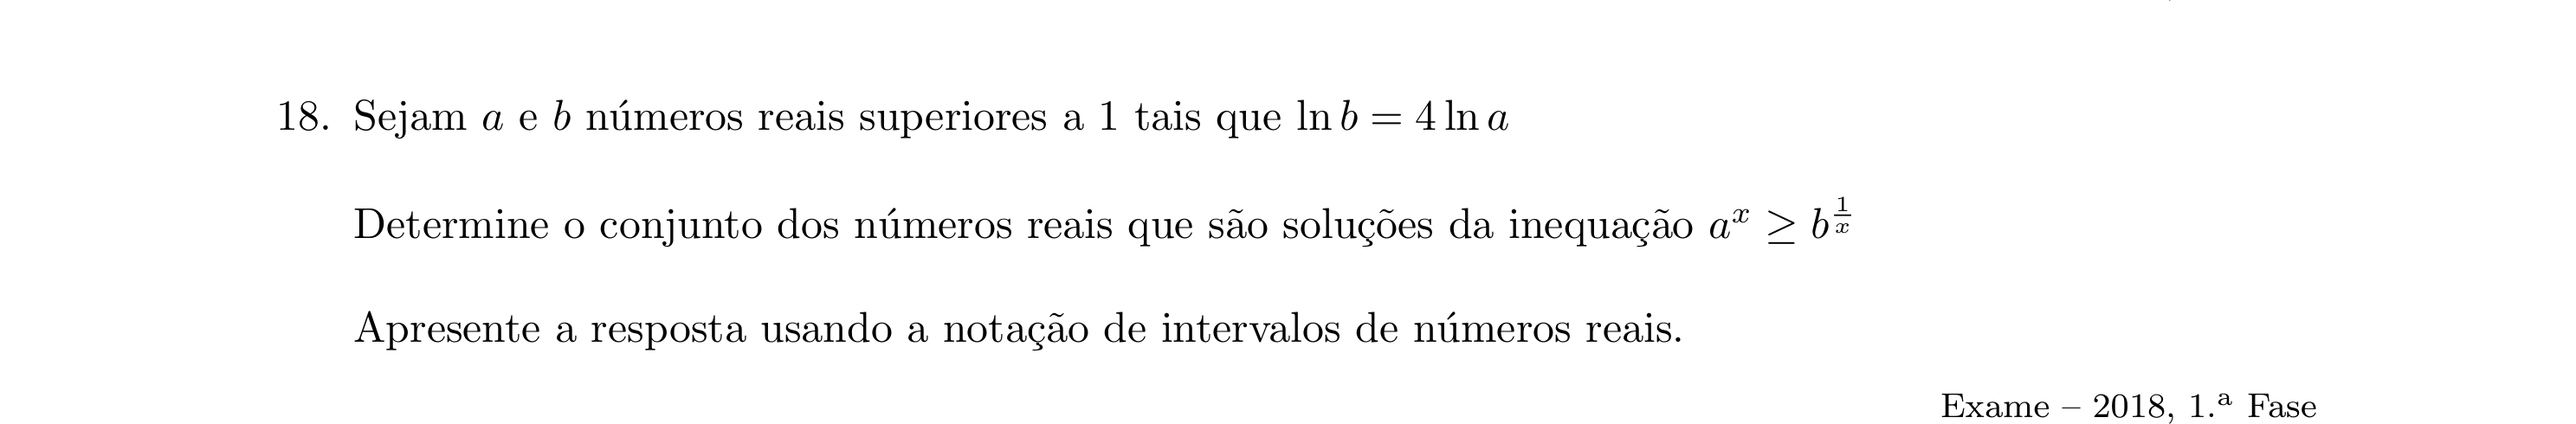 18. Sejam a e b números reais superiores a 1 tais que ln b = 4 ln a
Determine o conjunto dos números reais que são soluções da inequação a^x ≥ b^{\frac{1}{x}}
Apresente a resposta usando a notação de intervalos de números reais.
Exame – 2018, 1.ª Fase